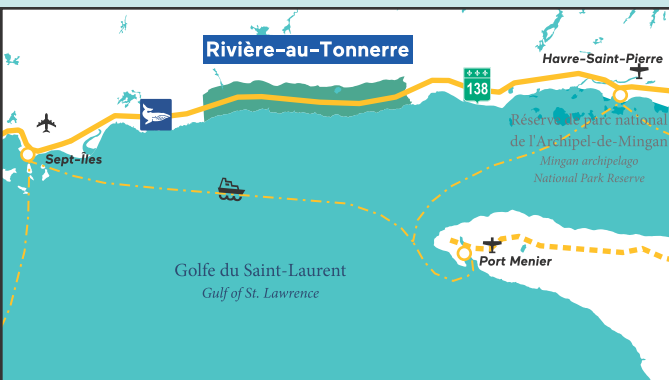 Rivière-au-Tonnerre
Havre-Saint-Pierre
138
Réserve de parc national
de l'Archipel-de-Mingan
Mingan archipelago
National Park Reserve
Sept-Îles
Port Menier
Golfe du Saint-Laurent
Gulf of St. Lawrence